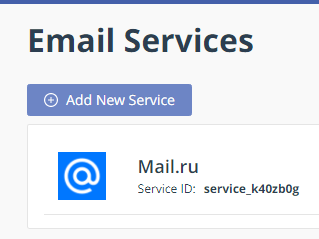 Email Services
Add New Service
Mail.ru
Service ID: service_k40zb0g